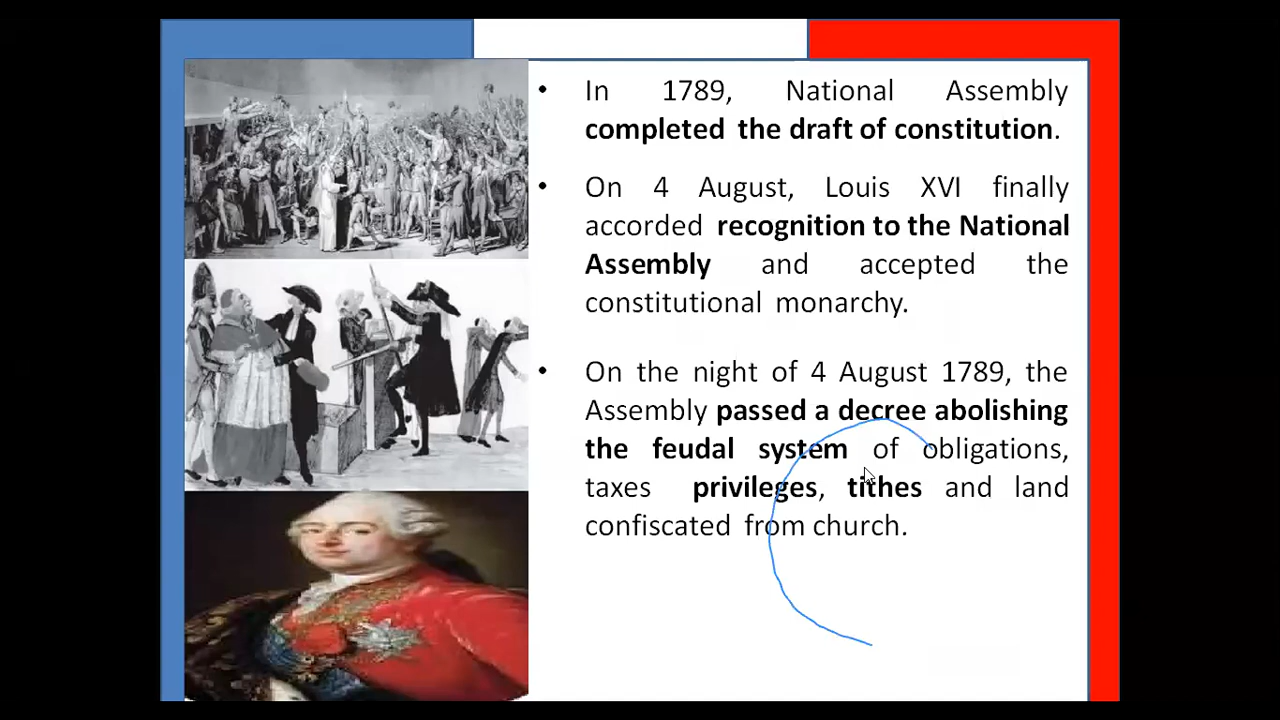 • In 1789, National Assembly
completed the draft of constitution.
• On 4 August, Louis XVI finally
accorded recognition to the National
Assembly and accepted the
constitutional monarchy.
• On the night of 4 August 1789, the
Assembly passed a decree abolishing
the feudal system of obligations,
taxes privileges, tithes and land
confiscated from church.